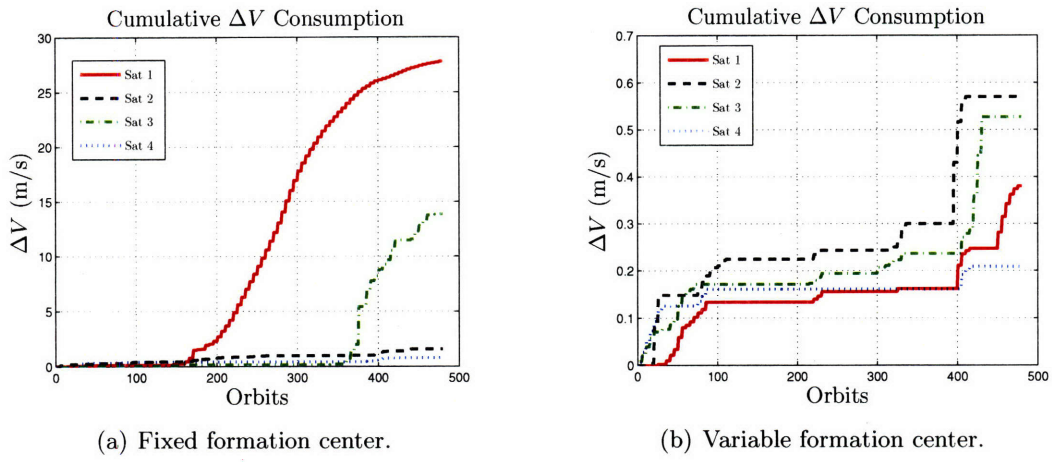 Cumulative ΔV Consumption
30
25
20
15
10
5
0
0
100
200
300
400
500
ΔV (m/s)
Orbits
Sat 1
Sat 2
Sat 3
Sat 4
(a) Fixed formation center.
Cumulative ΔV Consumption
0.7
0.6
0.5
0.4
0.3
0.2
0.1
0
0
100
200
300
400
500
ΔV (m/s)
Orbits
Sat 1
Sat 2
Sat 3
Sat 4
(b) Variable formation center.